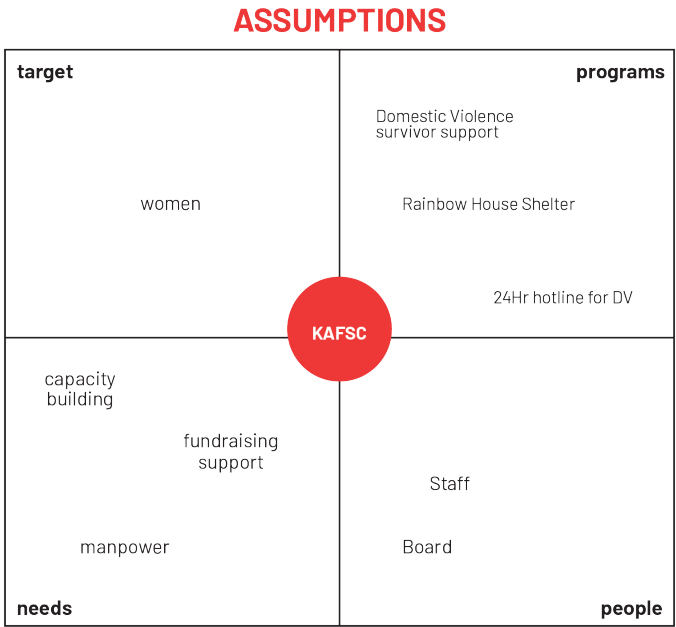 ASSUMPTIONS
target
women
programs
Domestic Violence
survivor support
Rainbow House Shelter
24Hr hotline for DV
KAFSC
capacity
building
fundraising
support
manpower
needs
Staff
Board
people